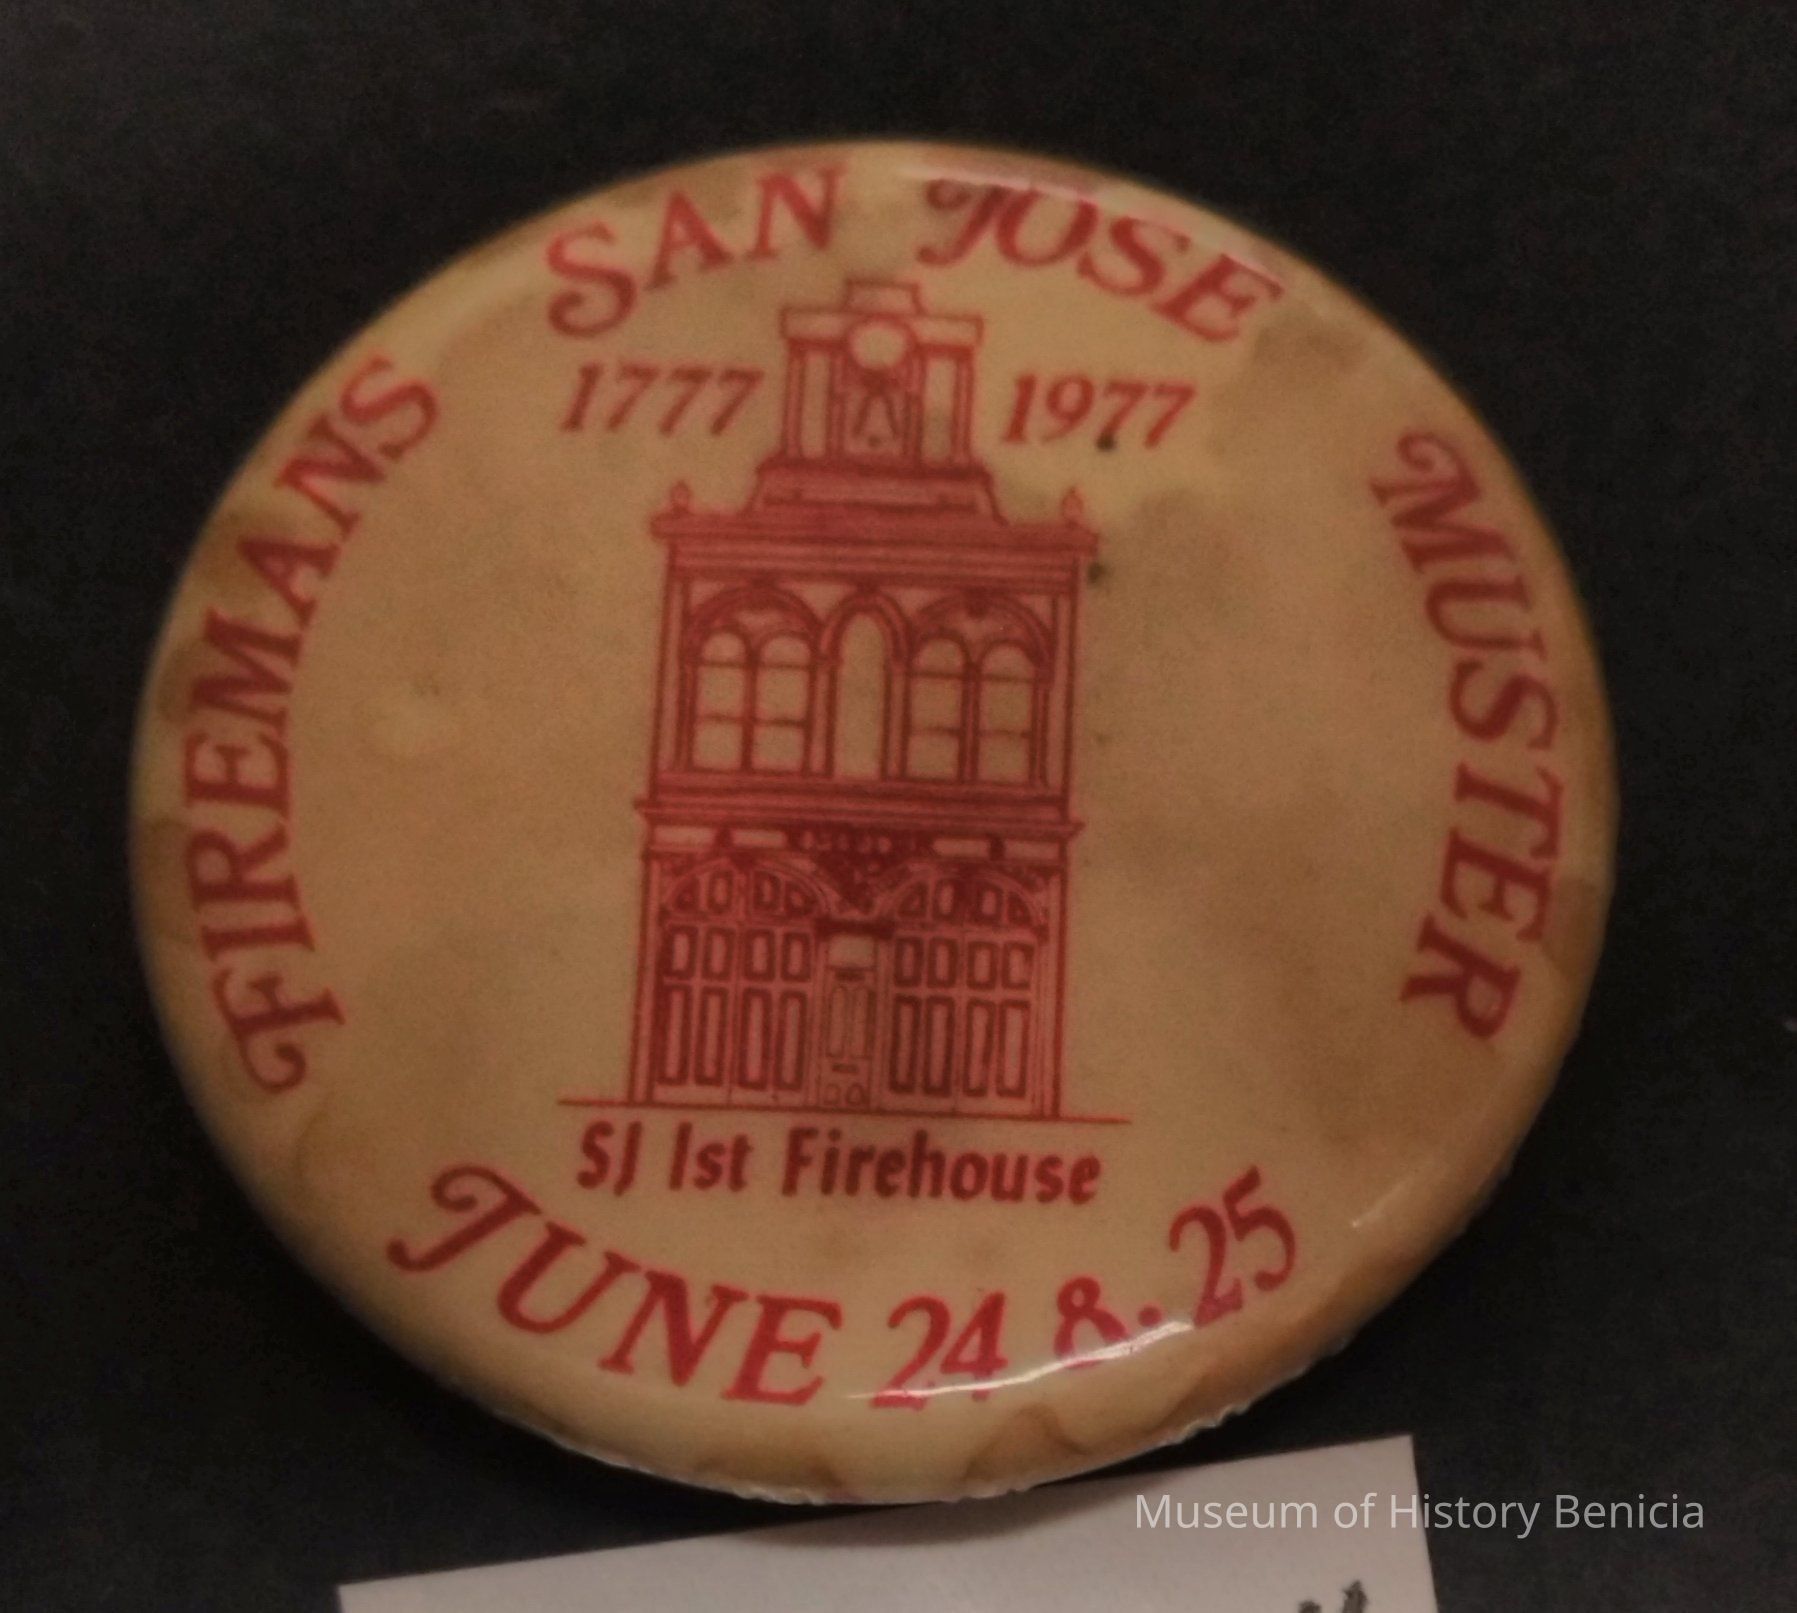 SAN JOSE
1777 1977
FIREMANS MUSTER
SJ 1st Firehouse
JUNE 24 & 25
Museum of History Benicia